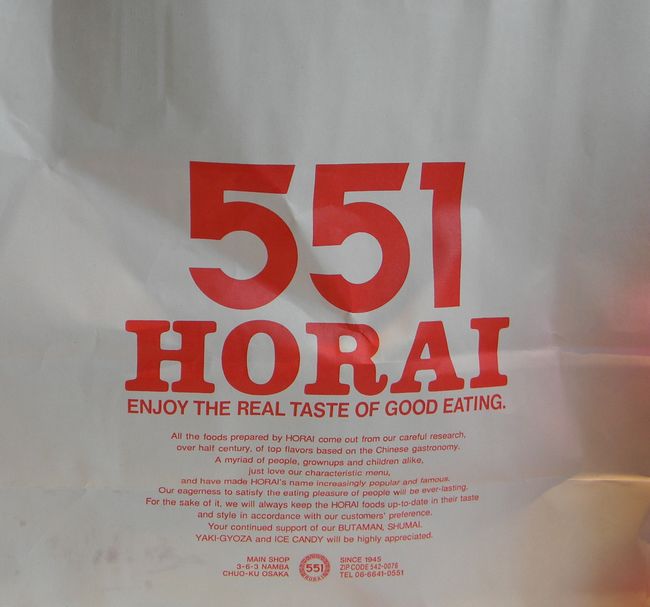 551
HORAI
ENJOY THE REAL TASTE OF GOOD EATING.
All the foods prepared by HORAI come out from our careful research,
over half century, of top flavors based on the Chinese gastronomy.
A myriad of people, grownups and children alike,
just love our characteristic menu,
and have made HORAI's name increasingly popular and famous.
Our eagerness to satisfy the eating pleasure of people will be ever-lasting.
For the sake of it, we will always keep the HORAI foods up-to-date in their taste
and style in accordance with our customers' preference.
Your continued support of our BUTAMAN, SHUMAI.
YAKI-GYOZA and ICE CANDY will be highly appreciated.
MAIN SHOP
3-6-3 NAMBA
CHUO-KU OSAKA
551
HORAI
SINCE 1945
ZIP CODE 542-0076
TEL 06-6641-0551